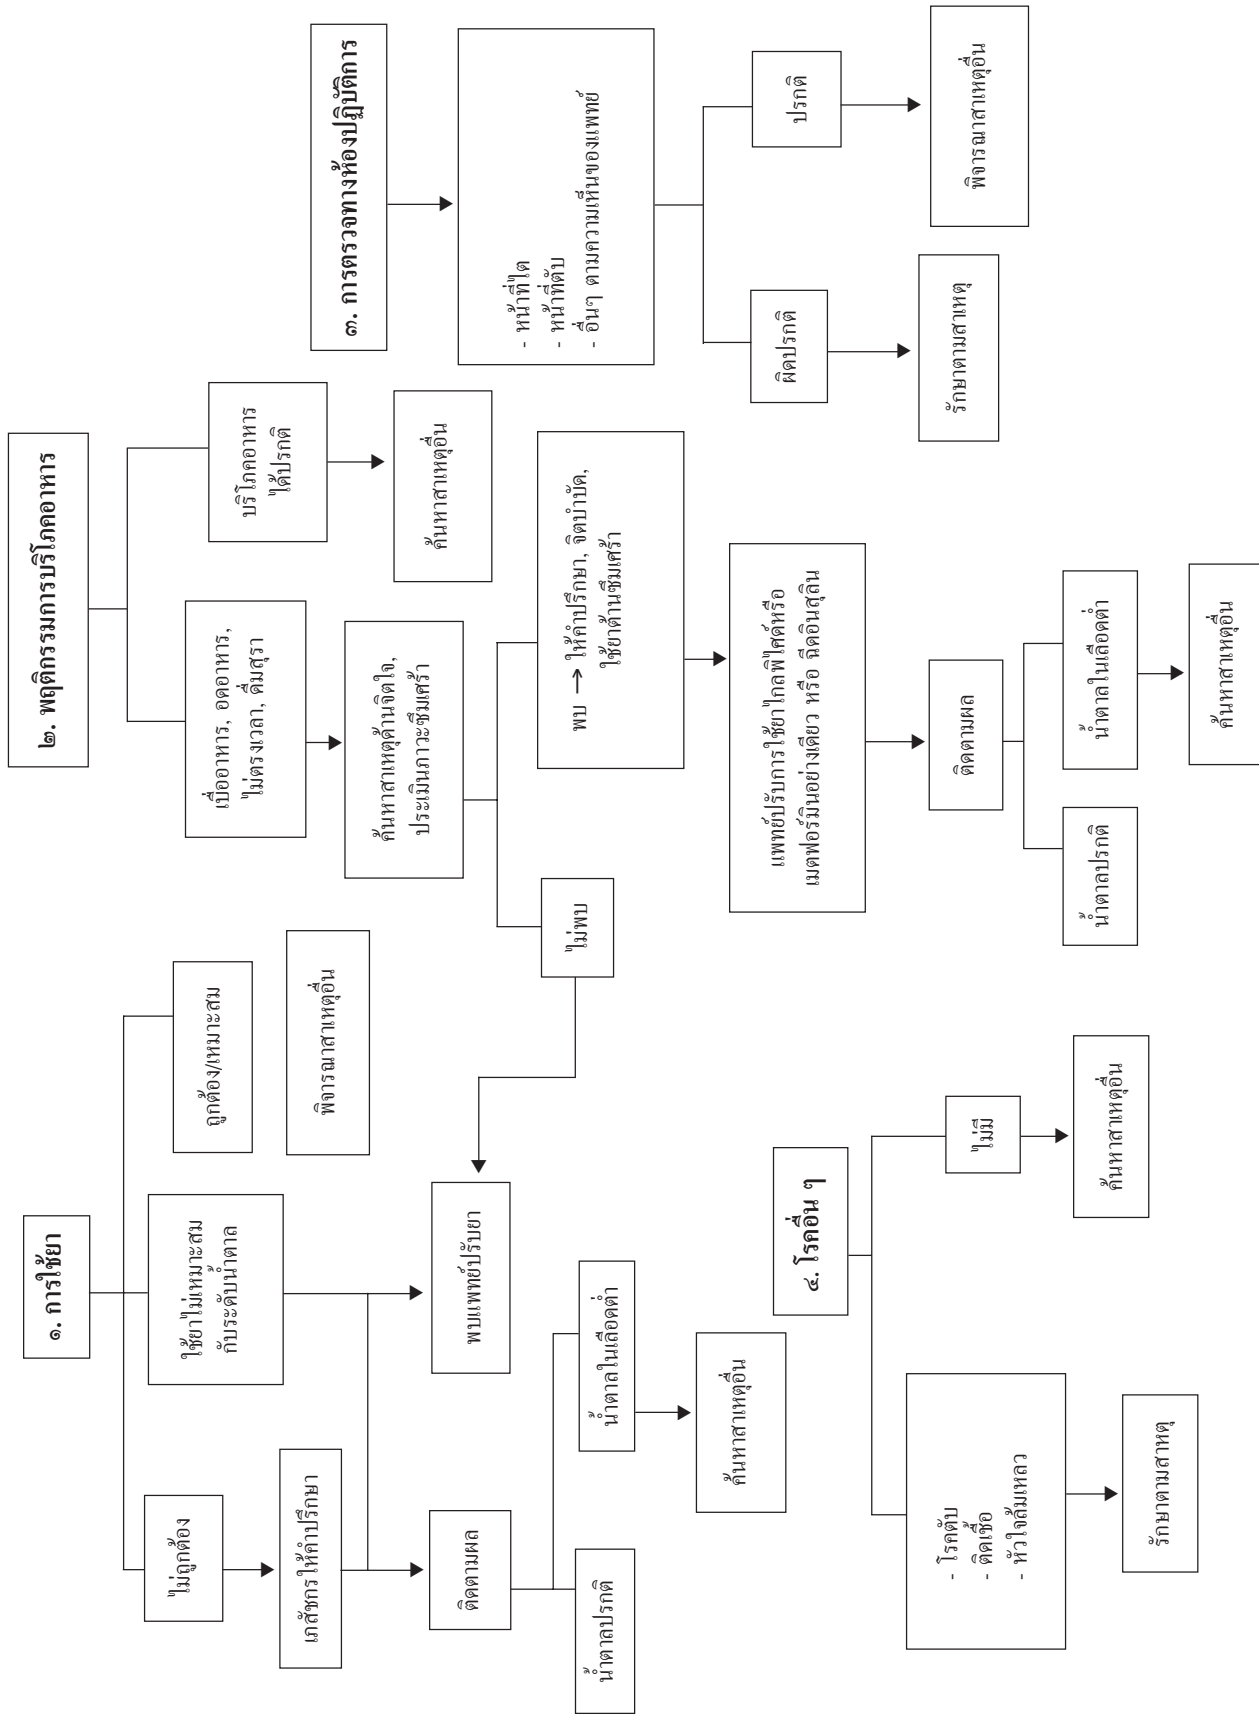 ๑. การใช้ยา
ไม่ถูกต้อง
เภสัชกรให้คำปรึกษา
ใช้ยาไม่เหมาะสม
กับระดับน้ำตาล
ถูกต้อง/เหมาะสม
พิจารณาสาเหตุอื่น
ติดตามผล
พบแพทย์ปรับยา
น้ำตาลปรกติ
น้ำตาลในเลือดต่ำ
ค้นหาสาเหตุอื่น
๒. พฤติกรรมการบริโภคอาหาร
เบื่ออาหาร, อดอาหาร,
ไม่ตรงเวลา, ดื่มสุรา
บริโภคอาหาร
ได้ปรกติ
ค้นหาสาเหตุอื่น
ค้นหาสาเหตุด้านจิตใจ,
ประเมินภาวะซึมเศร้า
ไม่พบ
พบ → ให้คำปรึกษา, จิตบำบัด,
ใช้ยาต้านซึมเศร้า
แพทย์ปรับการใช้ยาไกลพิไซด์หรือ
เมตฟอร์มินอย่างเดียว หรือ ฉีดอินสุลิน
ติดตามผล
น้ำตาลปรกติ
น้ำตาลในเลือดต่ำ
ค้นหาสาเหตุอื่น
๓. การตรวจทางห้องปฏิบัติการ
- หน้าที่ไต
- หน้าที่ตับ
- อื่นๆ ตามความเห็นของแพทย์
ผิดปรกติ
ปรกติ
รักษาตามสาเหตุ
พิจารณาสาเหตุอื่น
๔. โรคอื่น ๆ
- โรคตับ
- ติดเชื้อ
- หัวใจล้มเหลว
ไม่มี
รักษาตามสาหตุ
ค้นหาสาเหตุอื่น